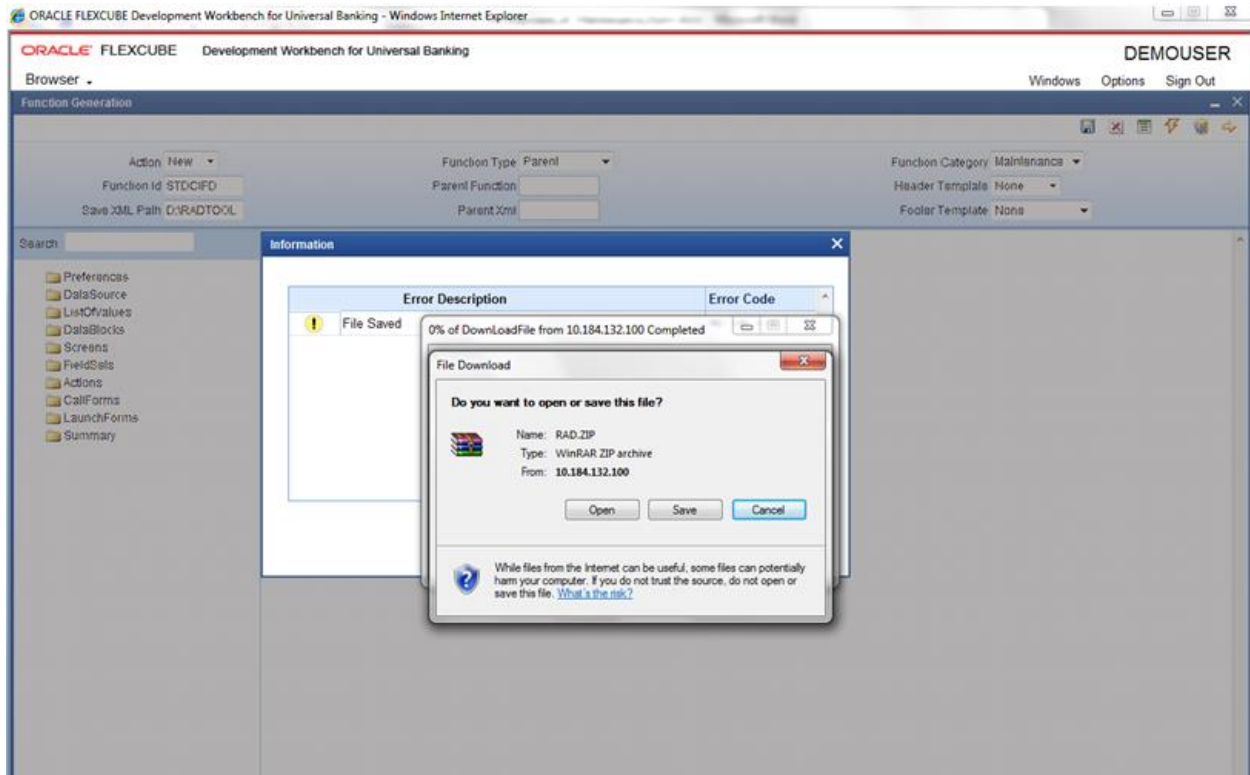 ORACLE FLEXCUBE Development Workbench for Universal Banking - Windows Internet Explorer
ORACLE FLEXCUBE Development Workbench for Universal Banking DEMOUSER
Browser Windows Options Sign Out
Function Generation
Action New Function Type Parent Function Category Maintenance
Function Id STDCIFD Parent Function Header Template None
Save XML Path D:\RADTOOL Parent Xml Footer Template None
Search
Preferences
DataSource
ListOfValues
DataBlocks
Screens
FieldSets
Actions
CallForms
LaunchForms
Summary
Information
Error Description Error Code
File Saved
0% of DownLoadFile from 10.184.132.100 Completed
File Download
Do you want to open or save this file?
Name: RAD.ZIP
Type: WinRAR ZIP archive
From: 10.184.132.100
Open Save Cancel
While files from the Internet can be useful, some files can potentially
harm your computer. If you do not trust the source, do not open or
save this file. What's the risk?